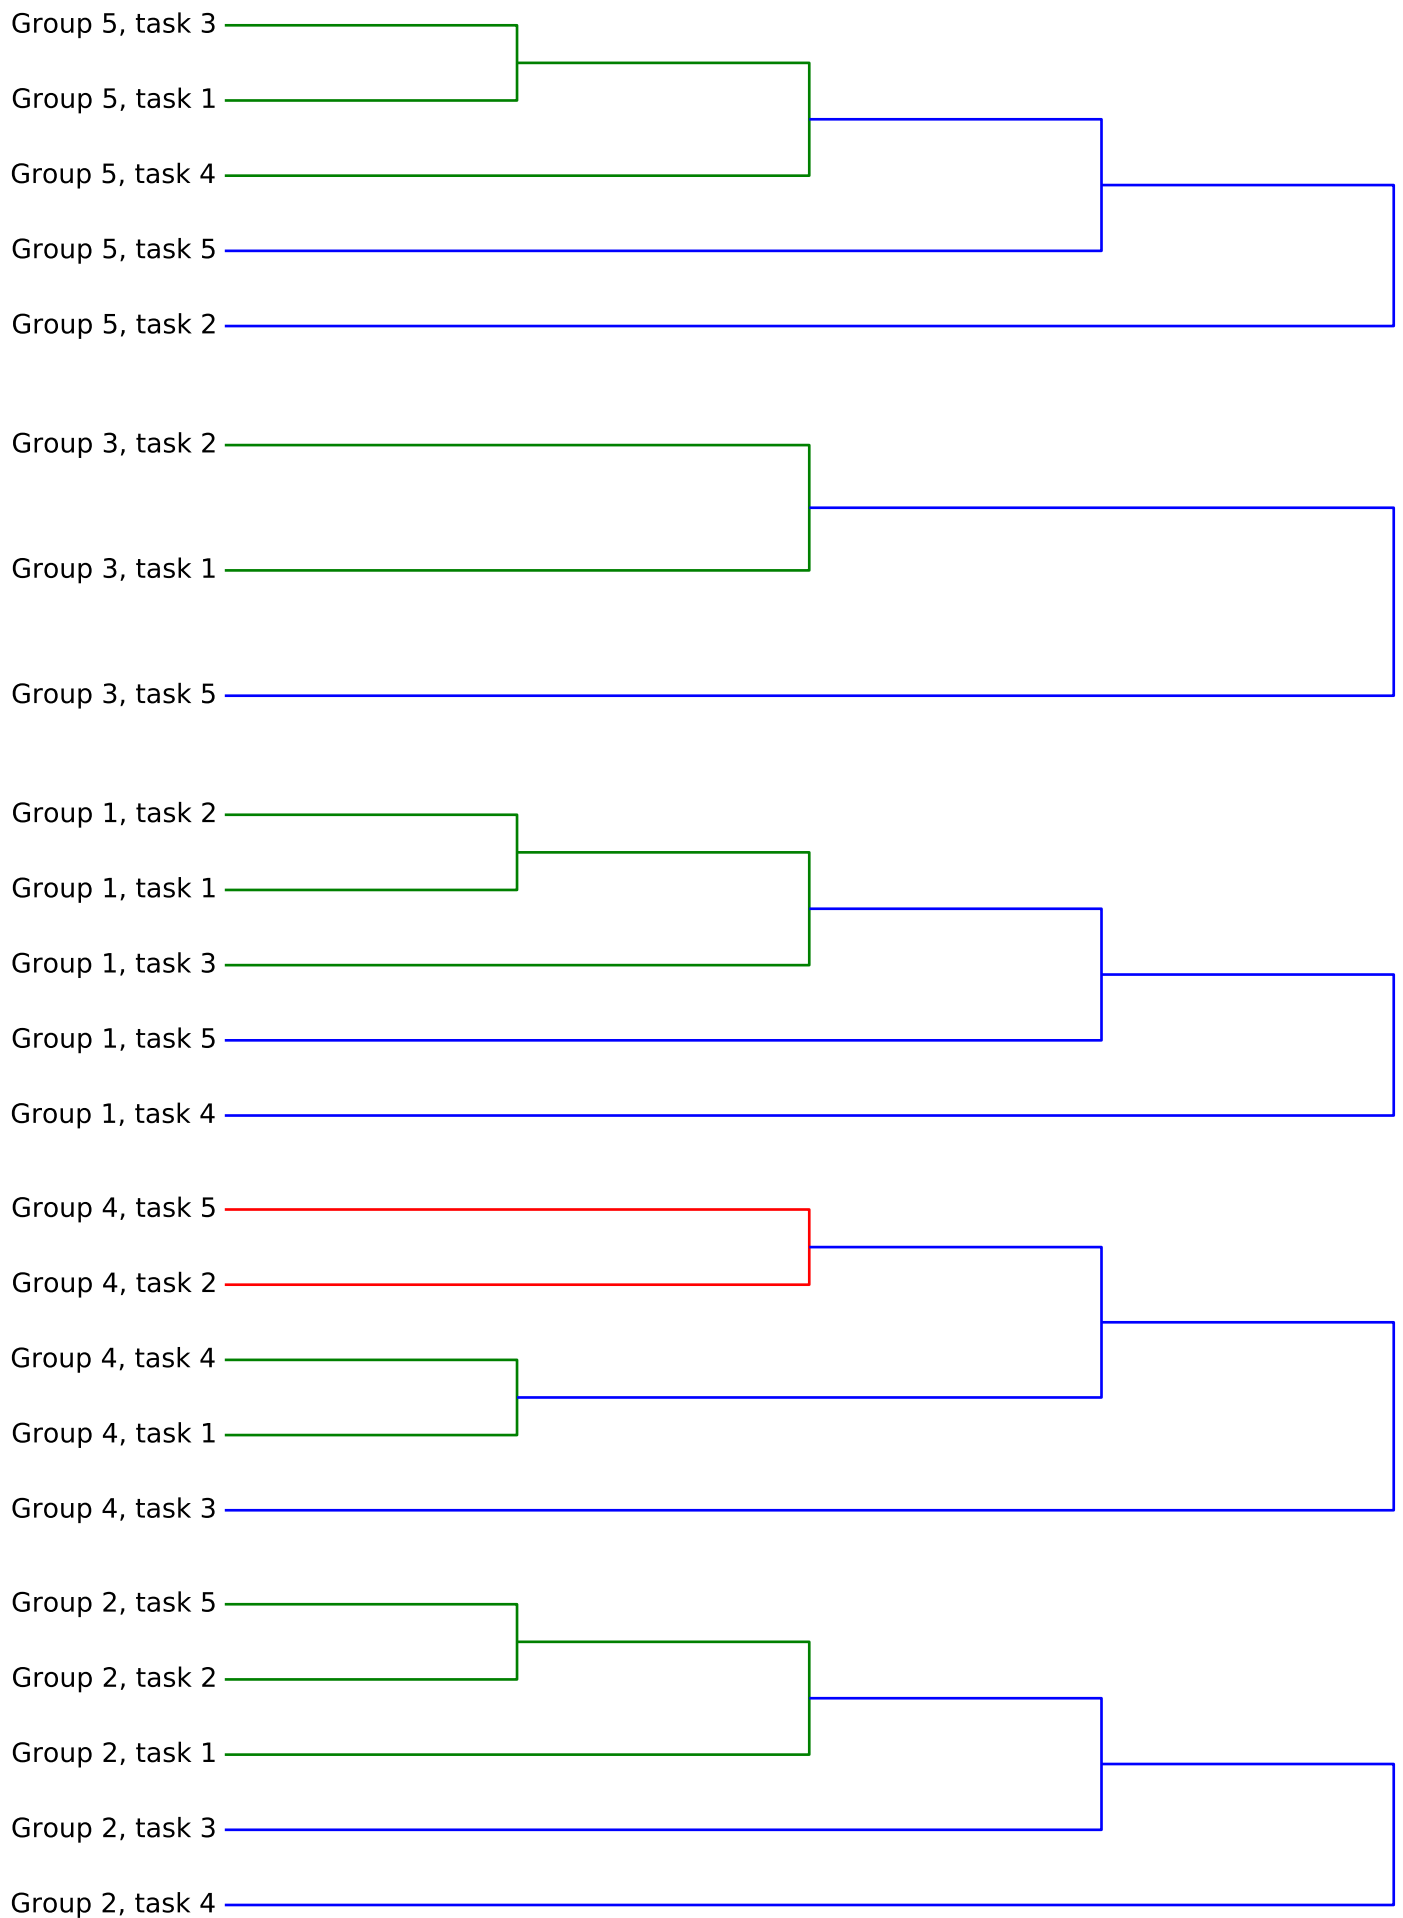 Group 5, task 3
Group 5, task 1
Group 5, task 4
Group 5, task 5
Group 5, task 2
Group 3, task 2
Group 3, task 1
Group 3, task 5
Group 1, task 2
Group 1, task 1
Group 1, task 3
Group 1, task 5
Group 1, task 4
Group 4, task 5
Group 4, task 2
Group 4, task 4
Group 4, task 1
Group 4, task 3
Group 2, task 5
Group 2, task 2
Group 2, task 1
Group 2, task 3
Group 2, task 4